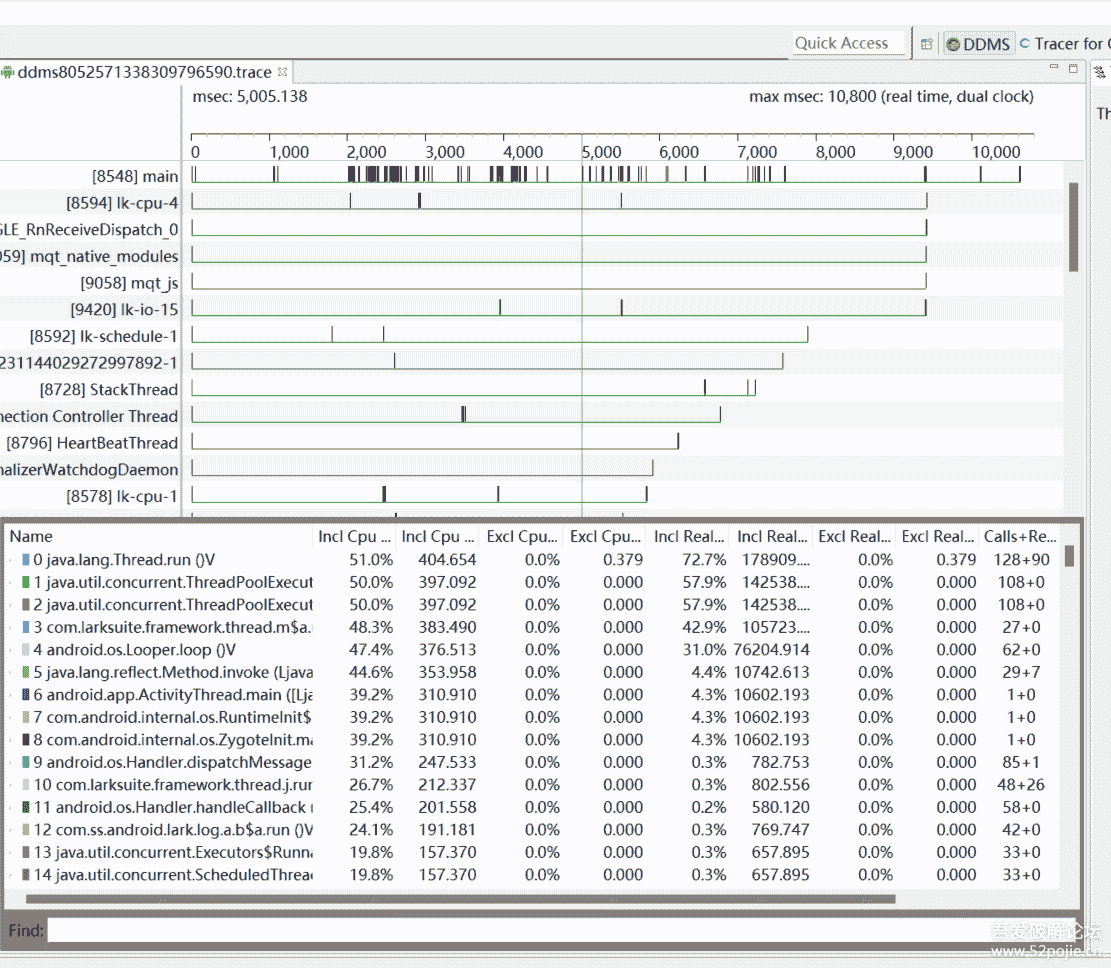 Quick Access DDMS Tracer for
ddms8052571338309796590.trace
msec: 5,005.138 max msec: 10,800 (real time, dual clock)
0 1,000 2,000 3,000 4,000 5,000 6,000 7,000 8,000 9,000 10,000
[8548] main
[8594] lk-cpu-4
GLE_RnReceiveDispatch_0
059] mqt_native_modules
[9058] mqt_js
[9420] lk-io-15
[8592] lk-schedule-1
231144029272997892-1
[8728] StackThread
nection Controller Thread
[8796] HeartBeatThread
nalizerWatchdogDaemon
[8578] lk-cpu-1
Name Incl Cpu ... Incl Cpu ... Excl Cpu... Excl Cpu... Incl Real... Incl Real... Excl Real... Excl Real... Calls+Re...
0 java.lang.Thread.run ()V 51.0% 404.654 0.0% 0.379 72.7% 178909.... 0.0% 0.379 128+90
1 java.util.concurrent.ThreadPoolExecut 50.0% 397.092 0.0% 0.000 57.9% 142538.... 0.0% 0.000 108+0
2 java.util.concurrent.ThreadPoolExecut 50.0% 397.092 0.0% 0.000 57.9% 142538.... 0.0% 0.000 108+0
3 com.larksuite.framework.thread.m$a. 48.3% 383.490 0.0% 0.000 42.9% 105723.... 0.0% 0.000 27+0
4 android.os.Looper.loop ()V 47.4% 376.513 0.0% 0.000 31.0% 76204.914 0.0% 0.000 62+0
5 java.lang.reflect.Method.invoke (Ljava 44.6% 353.958 0.0% 0.000 4.4% 10742.613 0.0% 0.000 29+7
6 android.app.ActivityThread.main ([Lja 39.2% 310.910 0.0% 0.000 4.3% 10602.193 0.0% 0.000 1+0
7 com.android.internal.os.RuntimeInit$ 39.2% 310.910 0.0% 0.000 4.3% 10602.193 0.0% 0.000 1+0
8 com.android.internal.os.ZygoteInit.ma 39.2% 310.910 0.0% 0.000 4.3% 10602.193 0.0% 0.000 1+0
9 android.os.Handler.dispatchMessage 31.2% 247.533 0.0% 0.000 0.3% 782.753 0.0% 0.000 85+1
10 com.larksuite.framework.thread.j.run 26.7% 212.337 0.0% 0.000 0.3% 802.556 0.0% 0.000 48+26
11 android.os.Handler.handleCallback ( 25.4% 201.558 0.0% 0.000 0.2% 580.120 0.0% 0.000 58+0
12 com.ss.android.lark.log.a.b$a.run ()V 24.1% 191.181 0.0% 0.000 0.3% 769.747 0.0% 0.000 42+0
13 java.util.concurrent.Executors$Runna 19.8% 157.370 0.0% 0.000 0.3% 657.895 0.0% 0.000 33+0
14 java.util.concurrent.ScheduledThrea 19.8% 157.370 0.0% 0.000 0.3% 657.895 0.0% 0.000 33+0
Find:
吾爱破解论坛
www.52pojie.cn